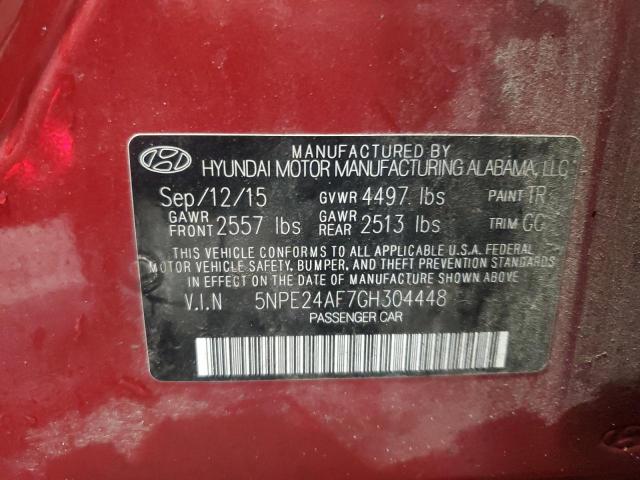 MANUFACTURED BY
HYUNDAI MOTOR MANUFACTURING ALABAMA, LLC
Sep/12/15 GVWR 4497 lbs PAINT TR
GAWR FRONT 2557 lbs GAWR REAR 2513 lbs TRIM CC
THIS VEHICLE CONFORMS TO ALL APPLICABLE U.S.A. FEDERAL
MOTOR VEHICLE SAFETY, BUMPER, AND THEFT PREVENTION STANDARDS
IN EFFECT ON THE DATE OF MANUFACTURE SHOWN ABOVE.
V.I.N 5NPE24AF7GH304448
PASSENGER CAR